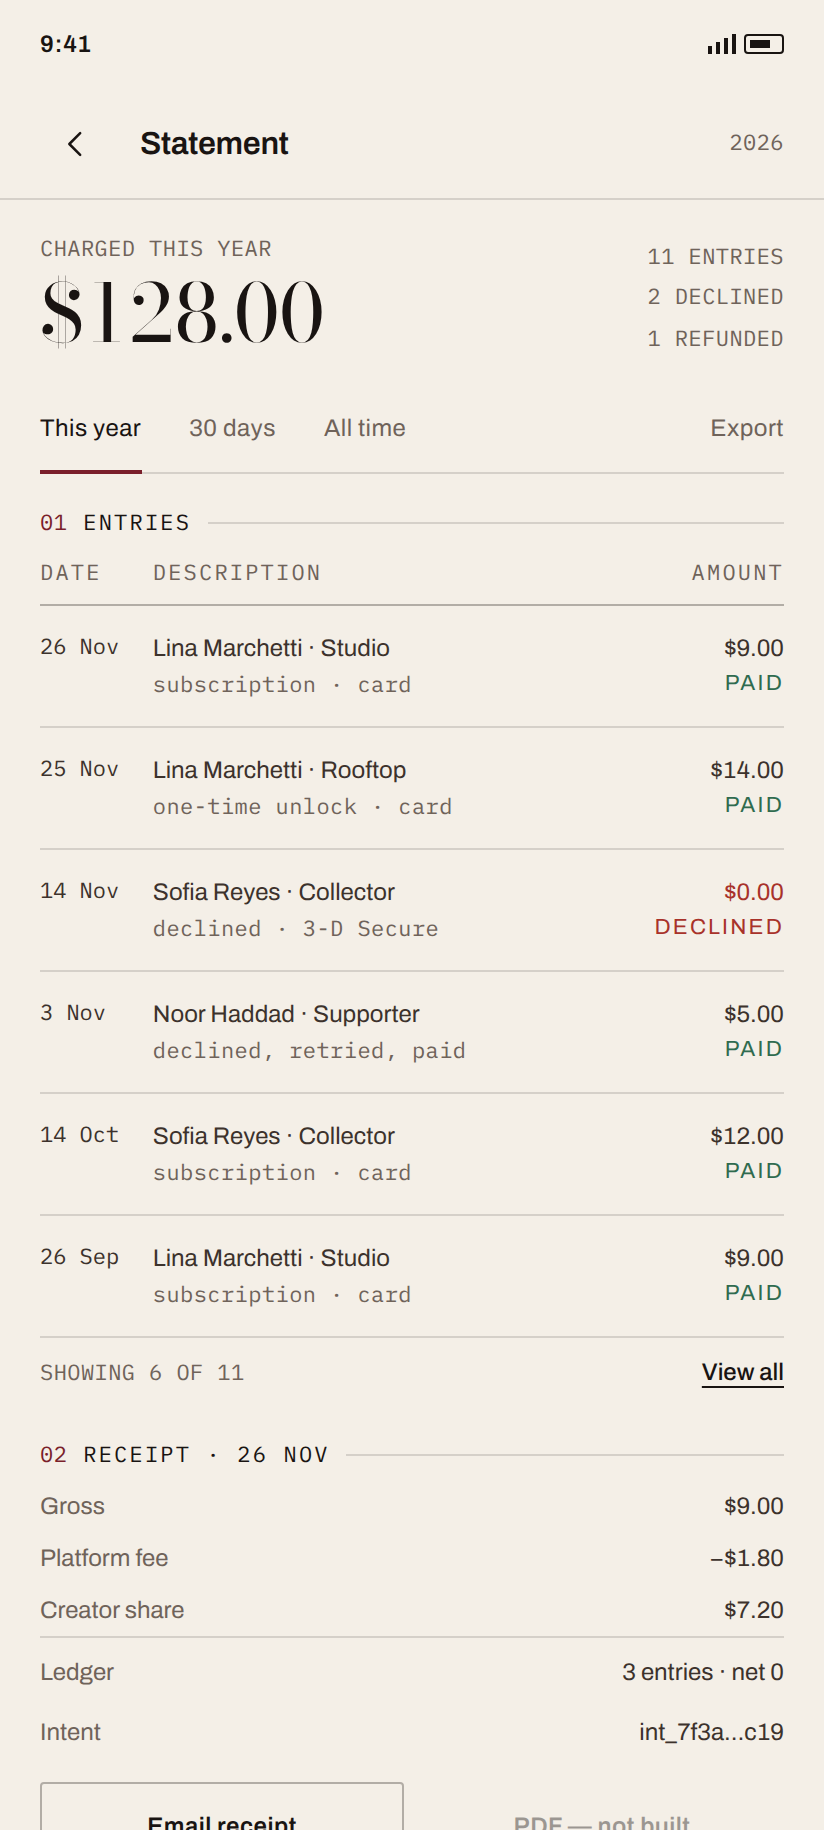 9:41
Statement
2026
CHARGED THIS YEAR
$128.00
11 ENTRIES
2 DECLINED
1 REFUNDED
This year 30 days All time Export
01 ENTRIES
DATE DESCRIPTION AMOUNT
26 Nov Lina Marchetti · Studio $9.00
subscription · card PAID
25 Nov Lina Marchetti · Rooftop $14.00
one-time unlock · card PAID
14 Nov Sofia Reyes · Collector $0.00
declined · 3-D Secure DECLINED
3 Nov Noor Haddad · Supporter $5.00
declined, retried, paid PAID
14 Oct Sofia Reyes · Collector $12.00
subscription · card PAID
26 Sep Lina Marchetti · Studio $9.00
subscription · card PAID
SHOWING 6 OF 11 View all
02 RECEIPT · 26 NOV
Gross $9.00
Platform fee −$1.80
Creator share $7.20
Ledger 3 entries · net 0
Intent int_7f3a…c19
Email receipt PDF — not built